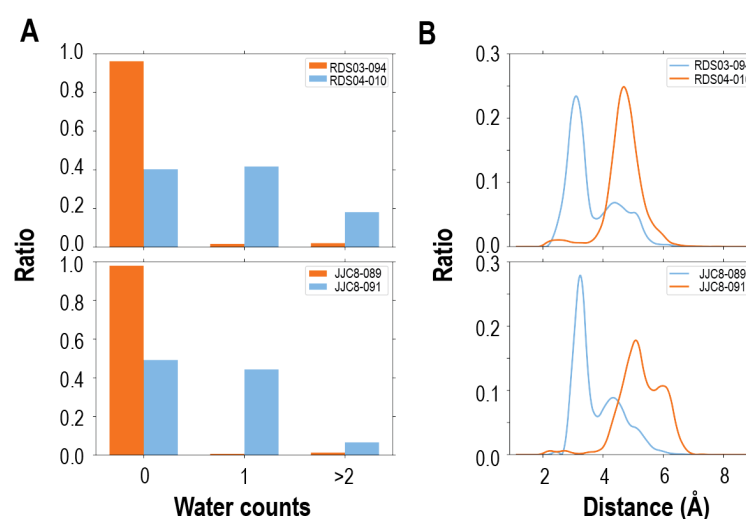 A
B
1.0
0.8
0.6
0.4
0.2
0.0
RDS03-094
RDS04-010
0.3
0.2
0.1
0.0
RDS03-094
RDS04-010
Ratio
Ratio
1.0
0.8
0.6
0.4
0.2
0.0
JJC8-089
JJC8-091
0.3
0.2
0.1
0.0
JJC8-089
JJC8-091
0 1 >2
2 4 6 8
Water counts
Distance (Å)